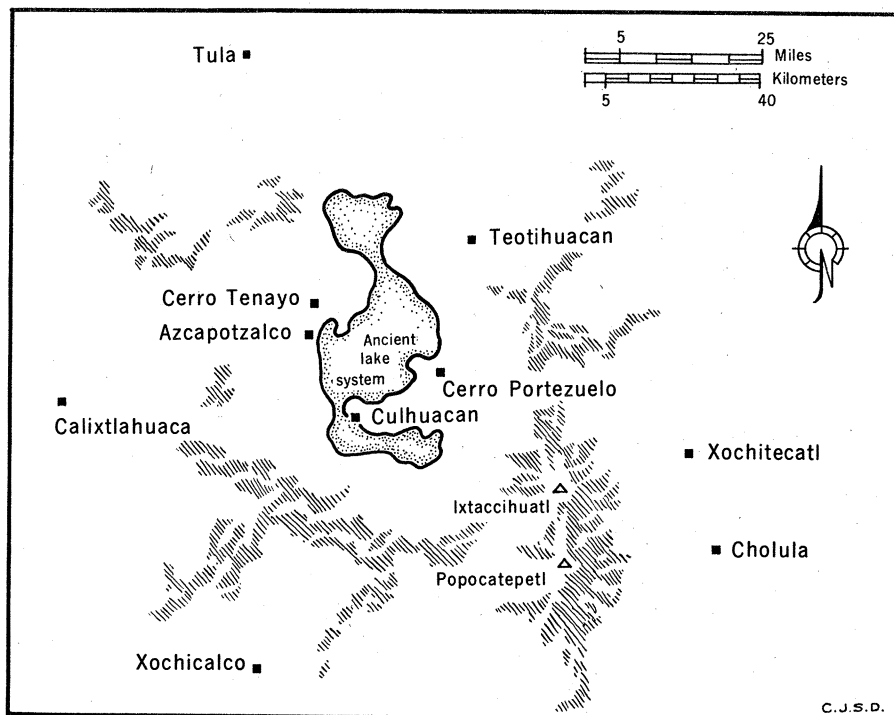 Tula
5 25
Miles
Kilometers
5 40
Teotihuacan
Cerro Tenayo
Azcapotzalco
Ancient
lake
system
Cerro Portezuelo
Calixtlahuaca
Culhuacan
Xochitecatl
Ixtaccihuatl
Cholula
Popocatepetl
Xochicalco
N
C.J.S.D.